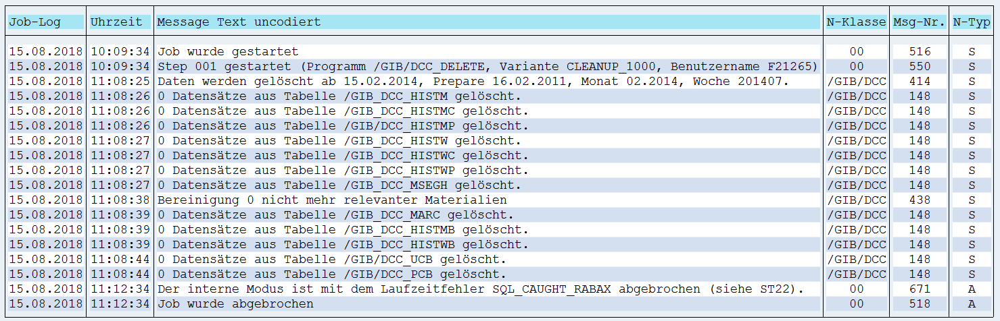 Job-Log Uhrzeit Message Text uncodiert N-Klasse Msg-Nr. N-Typ
15.08.2018 10:09:34 Job wurde gestartet 00 516 S
15.08.2018 10:09:34 Step 001 gestartet (Programm /GIB/DCC_DELETE, Variante CLEANUP_1000, Benutzername F21265) 00 550 S
15.08.2018 11:08:25 Daten werden gelöscht ab 15.02.2014, Prepare 16.02.2011, Monat 02.2014, Woche 201407. /GIB/DCC 414 S
15.08.2018 11:08:26 0 Datensätze aus Tabelle /GIB_DCC_HISTM gelöscht. /GIB/DCC 148 S
15.08.2018 11:08:26 0 Datensätze aus Tabelle /GIB_DCC_HISTMC gelöscht. /GIB/DCC 148 S
15.08.2018 11:08:26 0 Datensätze aus Tabelle /GIB/DCC_HISTMP gelöscht. /GIB/DCC 148 S
15.08.2018 11:08:27 0 Datensätze aus Tabelle /GIB_DCC_HISTW gelöscht. /GIB/DCC 148 S
15.08.2018 11:08:27 0 Datensätze aus Tabelle /GIB_DCC_HISTWC gelöscht. /GIB/DCC 148 S
15.08.2018 11:08:27 0 Datensätze aus Tabelle /GIB_DCC_HISTWP gelöscht. /GIB/DCC 148 S
15.08.2018 11:08:27 0 Datensätze aus Tabelle /GIB_DCC_MSEGH gelöscht. /GIB/DCC 148 S
15.08.2018 11:08:38 Bereinigung 0 nicht mehr relevanter Materialien /GIB/DCC 438 S
15.08.2018 11:08:39 0 Datensätze aus Tabelle /GIB_DCC_MARC gelöscht. /GIB/DCC 148 S
15.08.2018 11:08:39 0 Datensätze aus Tabelle /GIB_DCC_HISTMB gelöscht. /GIB/DCC 148 S
15.08.2018 11:08:39 0 Datensätze aus Tabelle /GIB_DCC_HISTWB gelöscht. /GIB/DCC 148 S
15.08.2018 11:08:44 0 Datensätze aus Tabelle /GIB/DCC_UCB gelöscht. /GIB/DCC 148 S
15.08.2018 11:08:44 0 Datensätze aus Tabelle /GIB/DCC_PCB gelöscht. /GIB/DCC 148 S
15.08.2018 11:12:34 Der interne Modus ist mit dem Laufzeitfehler SQL_CAUGHT_RABAX abgebrochen (siehe ST22). 00 671 A
15.08.2018 11:12:34 Job wurde abgebrochen 00 518 A